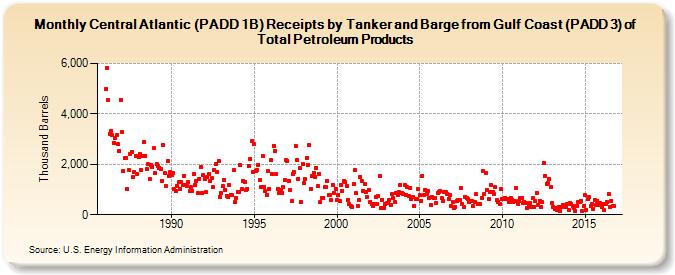 Monthly Central Atlantic (PADD 1B) Receipts by Tanker and Barge from Gulf Coast (PADD 3) of
Total Petroleum Products
Thousand Barrels
6,000
4,000
2,000
0
1990
1995
2000
2005
2010
2015
Source: U.S. Energy Information Administration